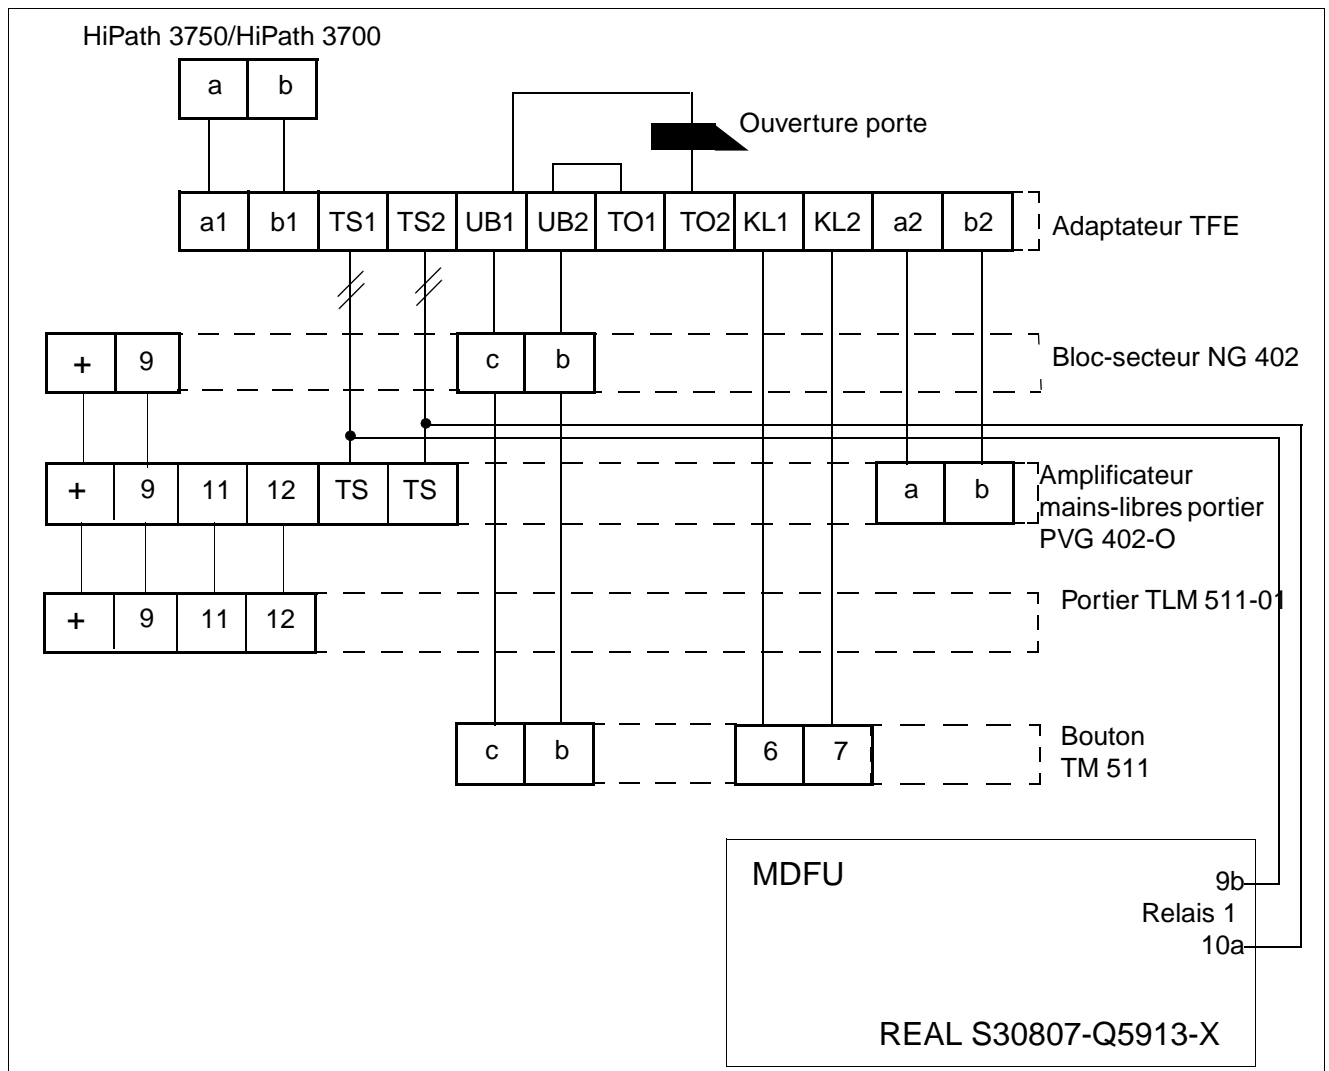 HiPath 3750/HiPath 3700
a b
Ouverture porte
a1 b1 TS1 TS2 UB1 UB2 TO1 TO2 KL1 KL2 a2 b2
Adaptateur TFE
+ 9 c b
Bloc-secteur NG 402
+ 9 11 12 TS TS a b
Amplificateur
mains-libres portier
PVG 402-O
+ 9 11 12
Portier TLM 511-01
c b 6 7
Bouton
TM 511
MDFU
9b
Relais 1
10a
REAL S30807-Q5913-X